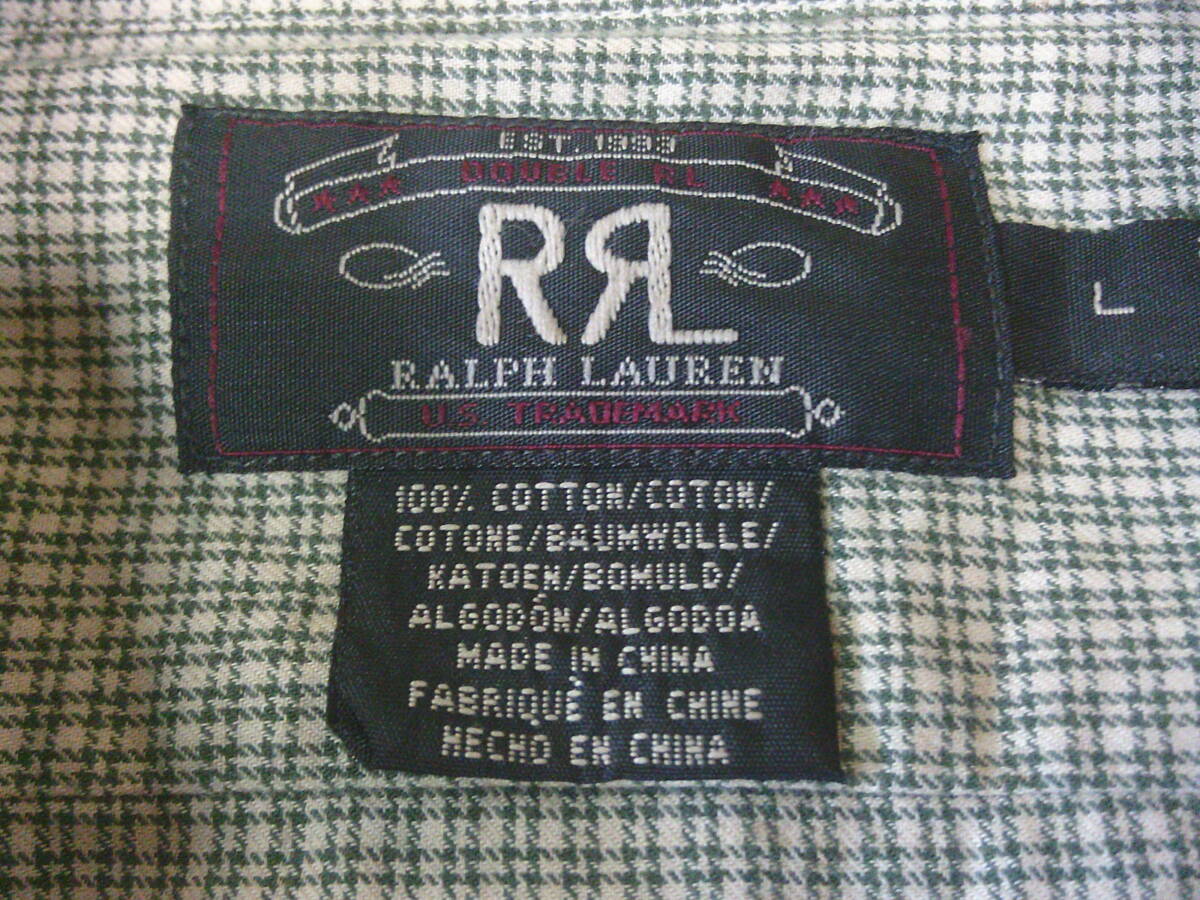 EST. 1993
DOUBLE RL
RRL
RALPH LAUREN
U.S. TRADEMARK
L
100% COTTON/COTON/
COTONE/BAUMWOLLE/
KATOEN/BOMULD/
ALGODÓN/ALGODOA
MADE IN CHINA
FABRIQUÉ EN CHINE
HECHO EN CHINA